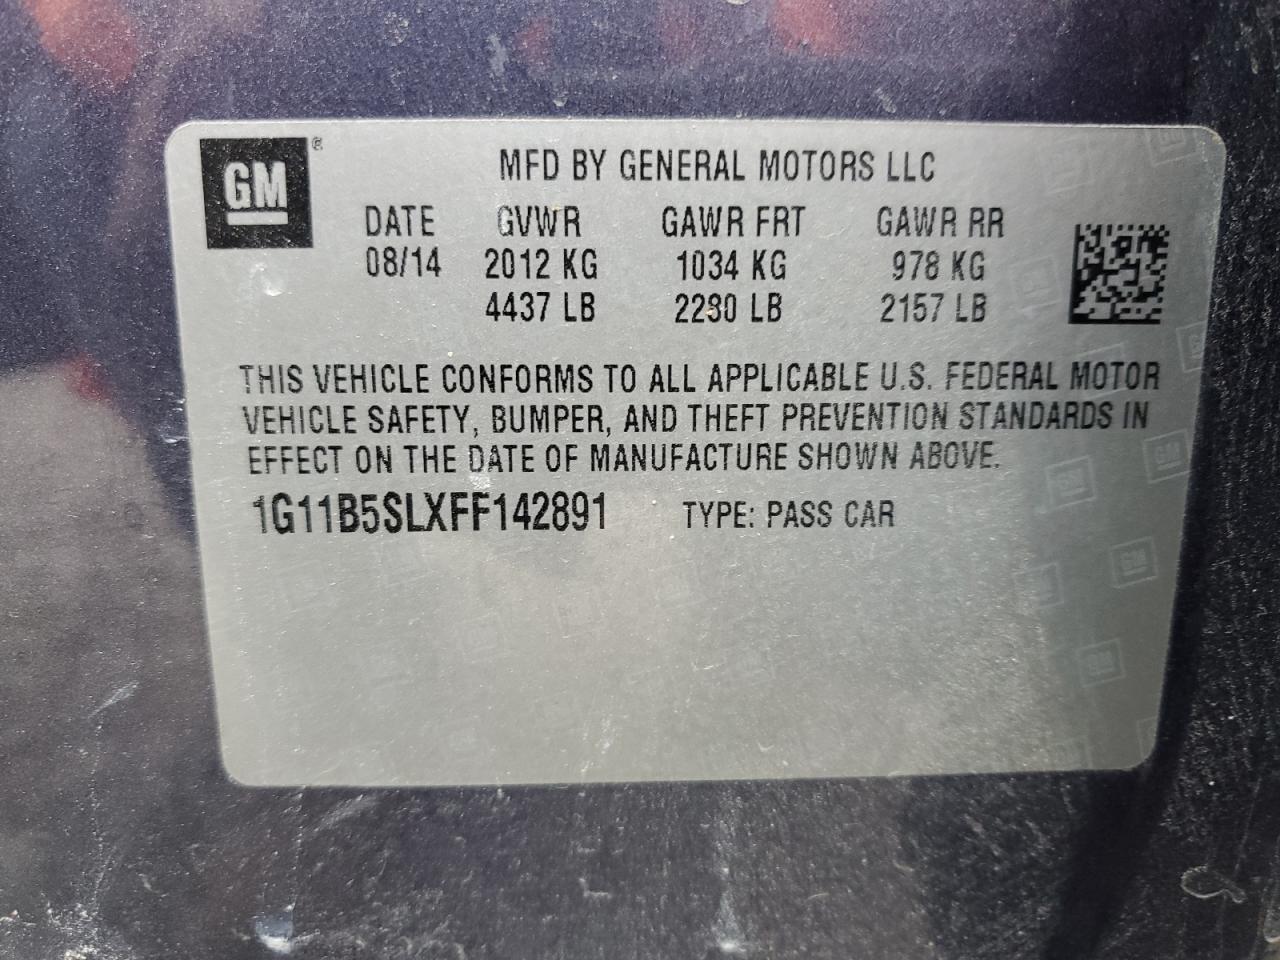 GM®
MFD BY GENERAL MOTORS LLC
DATE GVWR GAWR FRT GAWR RR
08/14 2012 KG 1034 KG 978 KG
4437 LB 2280 LB 2157 LB
THIS VEHICLE CONFORMS TO ALL APPLICABLE U.S. FEDERAL MOTOR
VEHICLE SAFETY, BUMPER, AND THEFT PREVENTION STANDARDS IN
EFFECT ON THE DATE OF MANUFACTURE SHOWN ABOVE.
1G11B5SLXFF142891 TYPE: PASS CAR